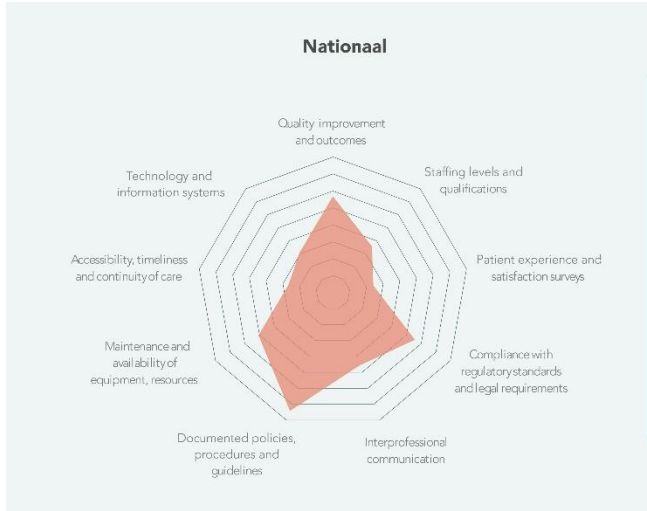 Nationaal
Quality improvement
and outcomes
Staffing levels and
qualifications
Patient experience and
satisfaction surveys
Compliance with
regulatory standards
and legal requirements
Interprofessional
communication
Documented policies,
procedures and
guidelines
Maintenance and
availability of
equipment, resources
Accessibility, timeliness
and continuity of care
Technology and
information systems